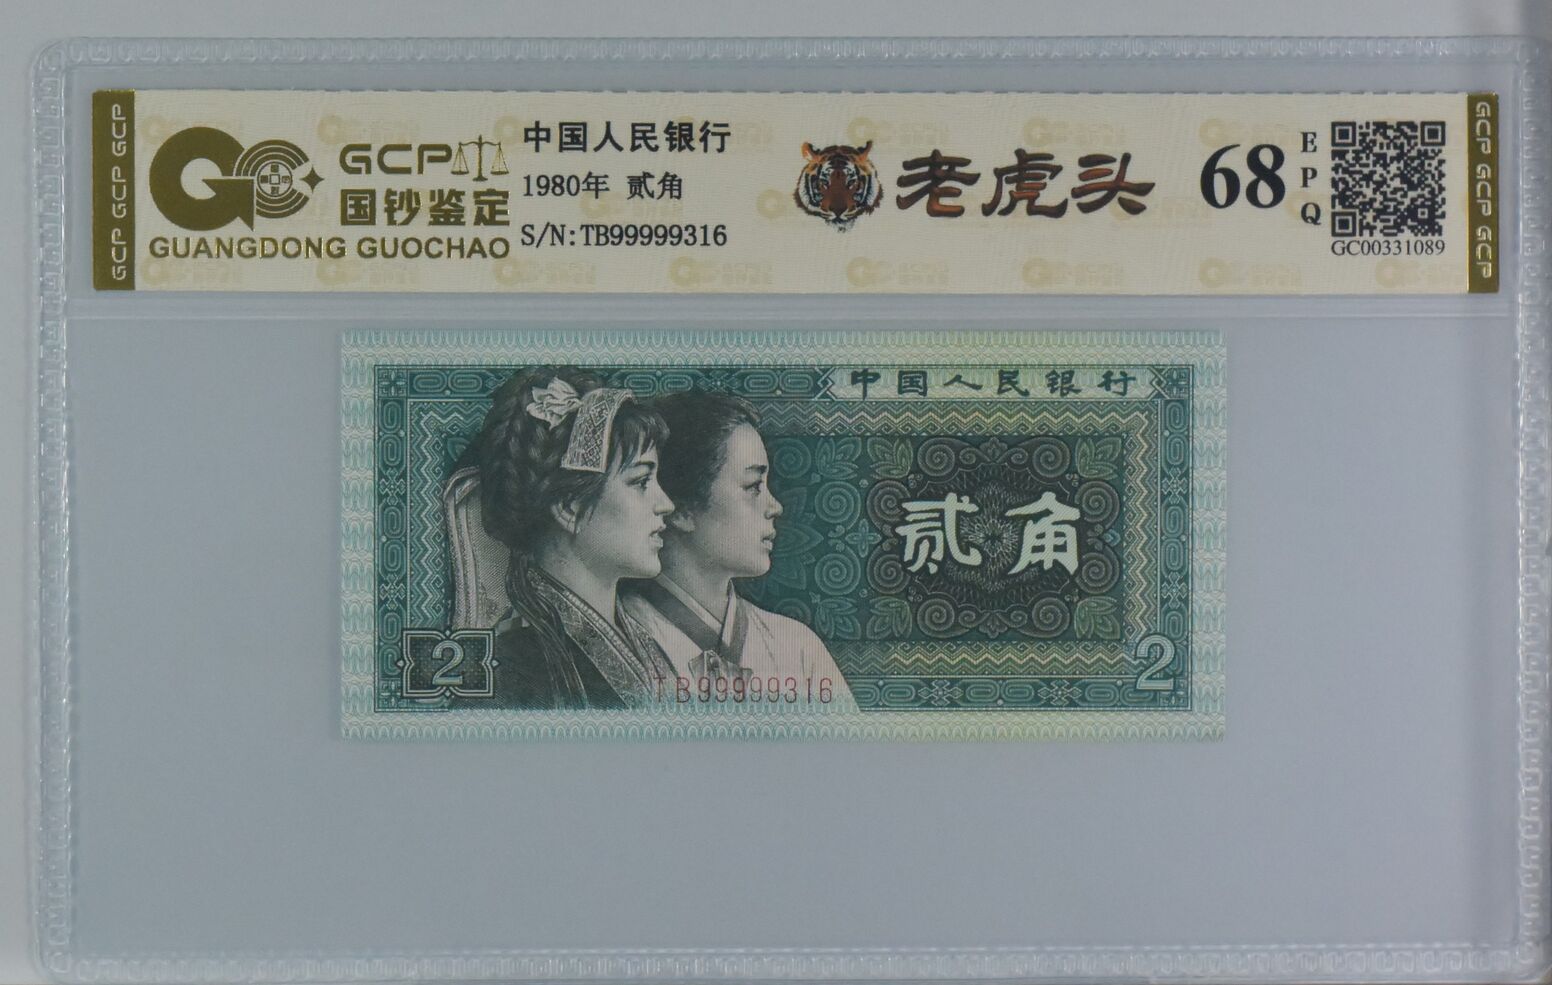 GCP GCP GCP
GCP
国钞鉴定
GUANGDONG GUOCHAO
中国人民银行
1980年 贰角
S/N:TB99999316
老虎头
68
EPQ
GC00331089
GCP GCP GCP
中国人民银行
贰角
2
TB99999316
2